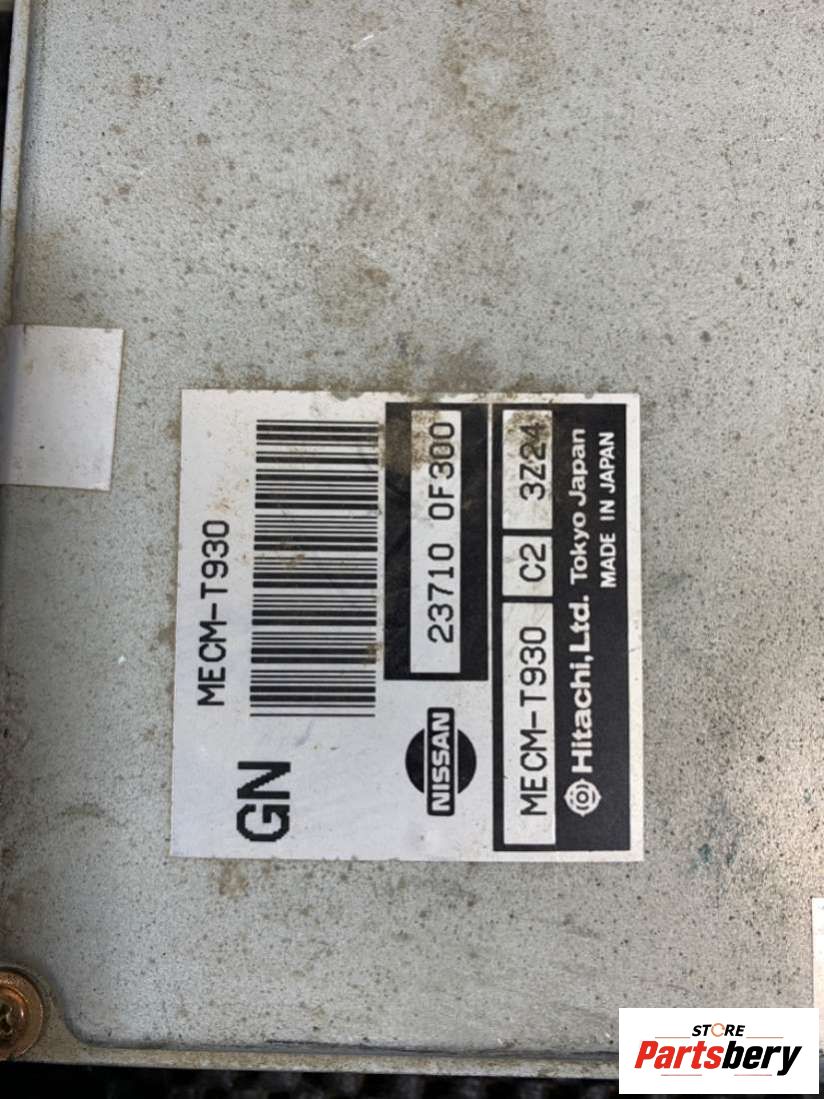 MECM-T930
GN
23710 0F300
NISSAN
MECM-T930 C2 3Z24
Hitachi, Ltd. Tokyo Japan
MADE IN JAPAN
STORE
Partsbery